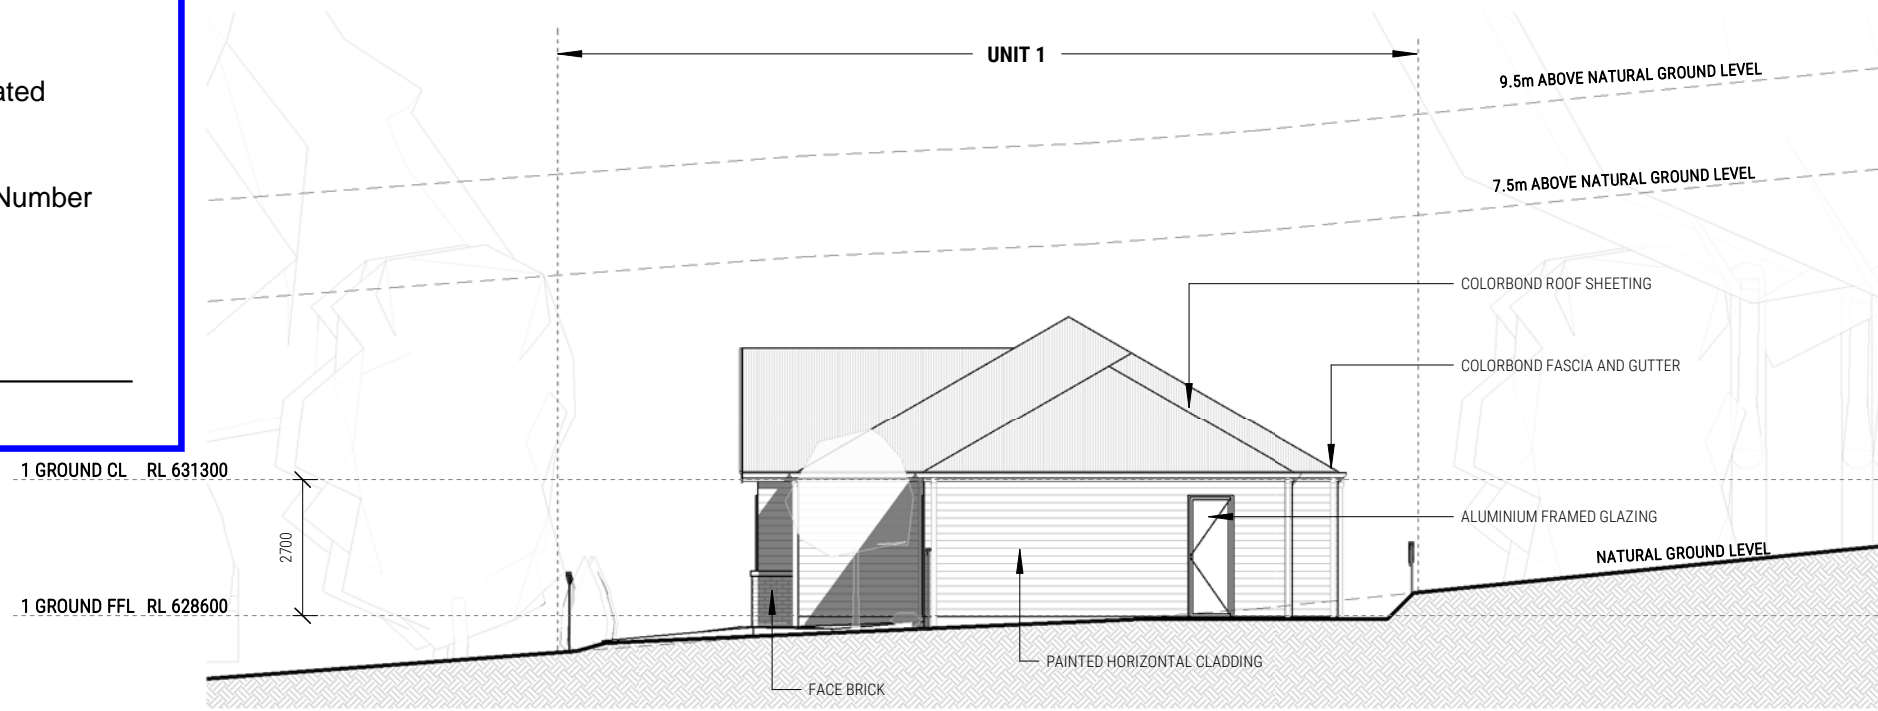 ated
Number
UNIT 1
9.5m ABOVE NATURAL GROUND LEVEL
7.5m ABOVE NATURAL GROUND LEVEL
COLORBOND ROOF SHEETING
COLORBOND FASCIA AND GUTTER
1 GROUND CL RL 631300
ALUMINIUM FRAMED GLAZING
2700
NATURAL GROUND LEVEL
1 GROUND FFL RL 628600
PAINTED HORIZONTAL CLADDING
FACE BRICK